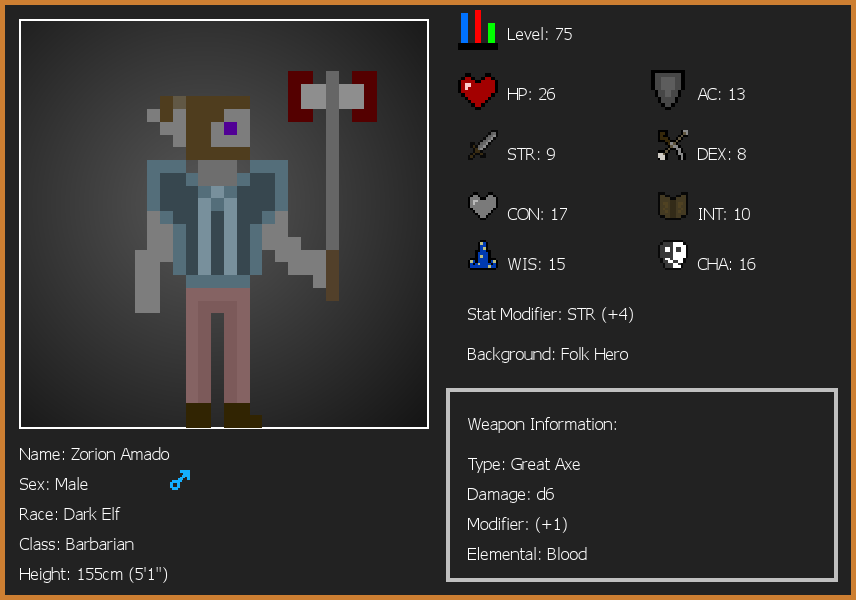 Level: 75
HP: 26
AC: 13
STR: 9
DEX: 8
CON: 17
INT: 10
WIS: 15
CHA: 16
Stat Modifier: STR (+4)
Background: Folk Hero
Weapon Information:
Type: Great Axe
Damage: d6
Modifier: (+1)
Elemental: Blood
Name: Zorion Amado
Sex: Male
Race: Dark Elf
Class: Barbarian
Height: 155cm (5'1")